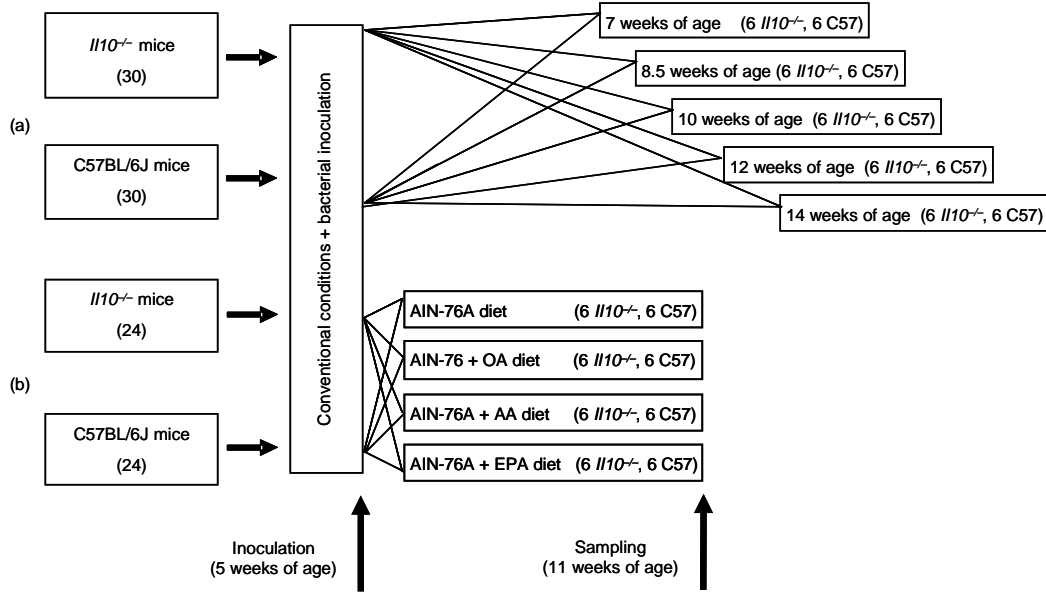 Il10–/– mice
(30)
(a)
C57BL/6J mice
(30)
Il10–/– mice
(24)
(b)
C57BL/6J mice
(24)
Conventional conditions + bacterial inoculation
7 weeks of age (6 Il10–/–, 6 C57)
8.5 weeks of age (6 Il10–/–, 6 C57)
10 weeks of age (6 Il10–/–, 6 C57)
12 weeks of age (6 Il10–/–, 6 C57)
14 weeks of age (6 Il10–/–, 6 C57)
AIN-76A diet (6 Il10–/–, 6 C57)
AIN-76 + OA diet (6 Il10–/–, 6 C57)
AIN-76A + AA diet (6 Il10–/–, 6 C57)
AIN-76A + EPA diet (6 Il10–/–, 6 C57)
Inoculation
(5 weeks of age)
Sampling
(11 weeks of age)